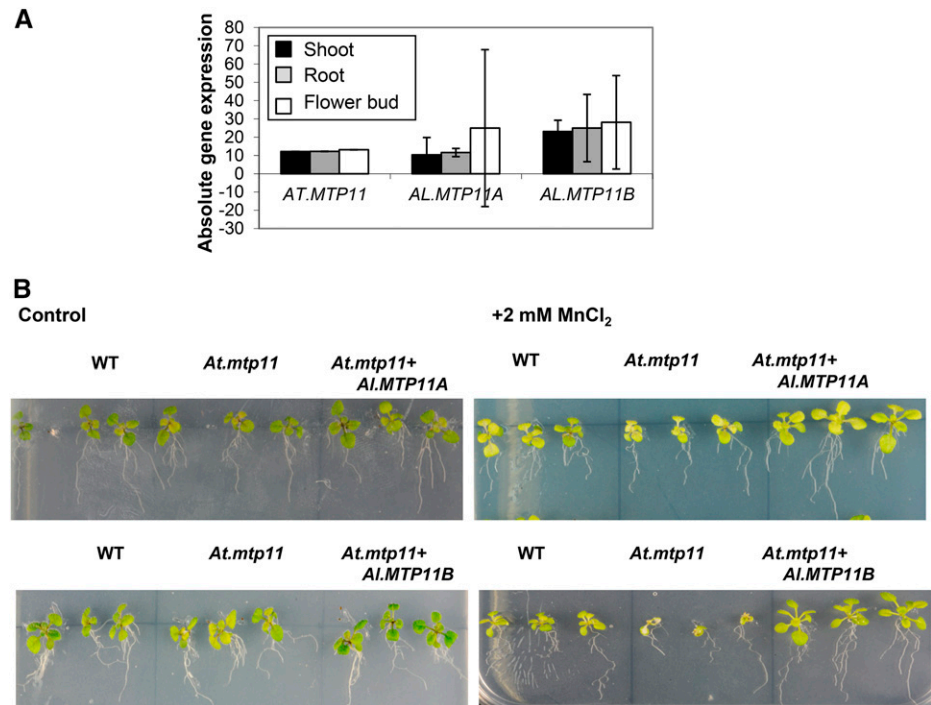 A
Absolute gene expression
80
70
60
50
40
30
20
10
0
-10
-20
-30
Shoot
Root
Flower bud
AT.MTP11 AL.MTP11A AL.MTP11B
B
Control
+2 mM MnCl₂
WT At.mtp11 At.mtp11+
Al.MTP11A
WT At.mtp11 At.mtp11+
Al.MTP11A
WT At.mtp11 At.mtp11+
Al.MTP11B
WT At.mtp11 At.mtp11+
Al.MTP11B